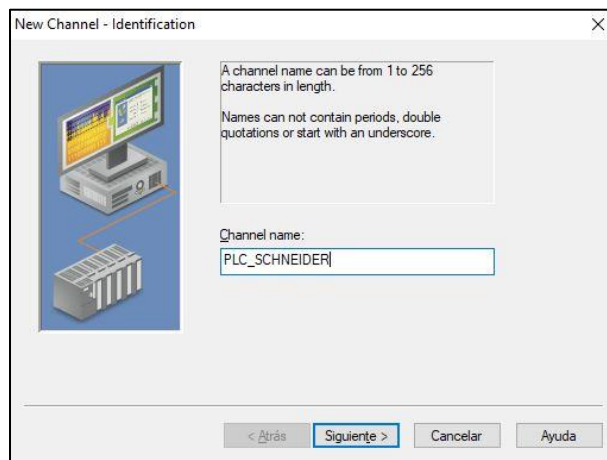 New Channel - Identification
A channel name can be from 1 to 256
characters in length.
Names can not contain periods, double
quotations or start with an underscore.
Channel name:
PLC_SCHNEIDER
< Atrás
Siguiente >
Cancelar
Ayuda